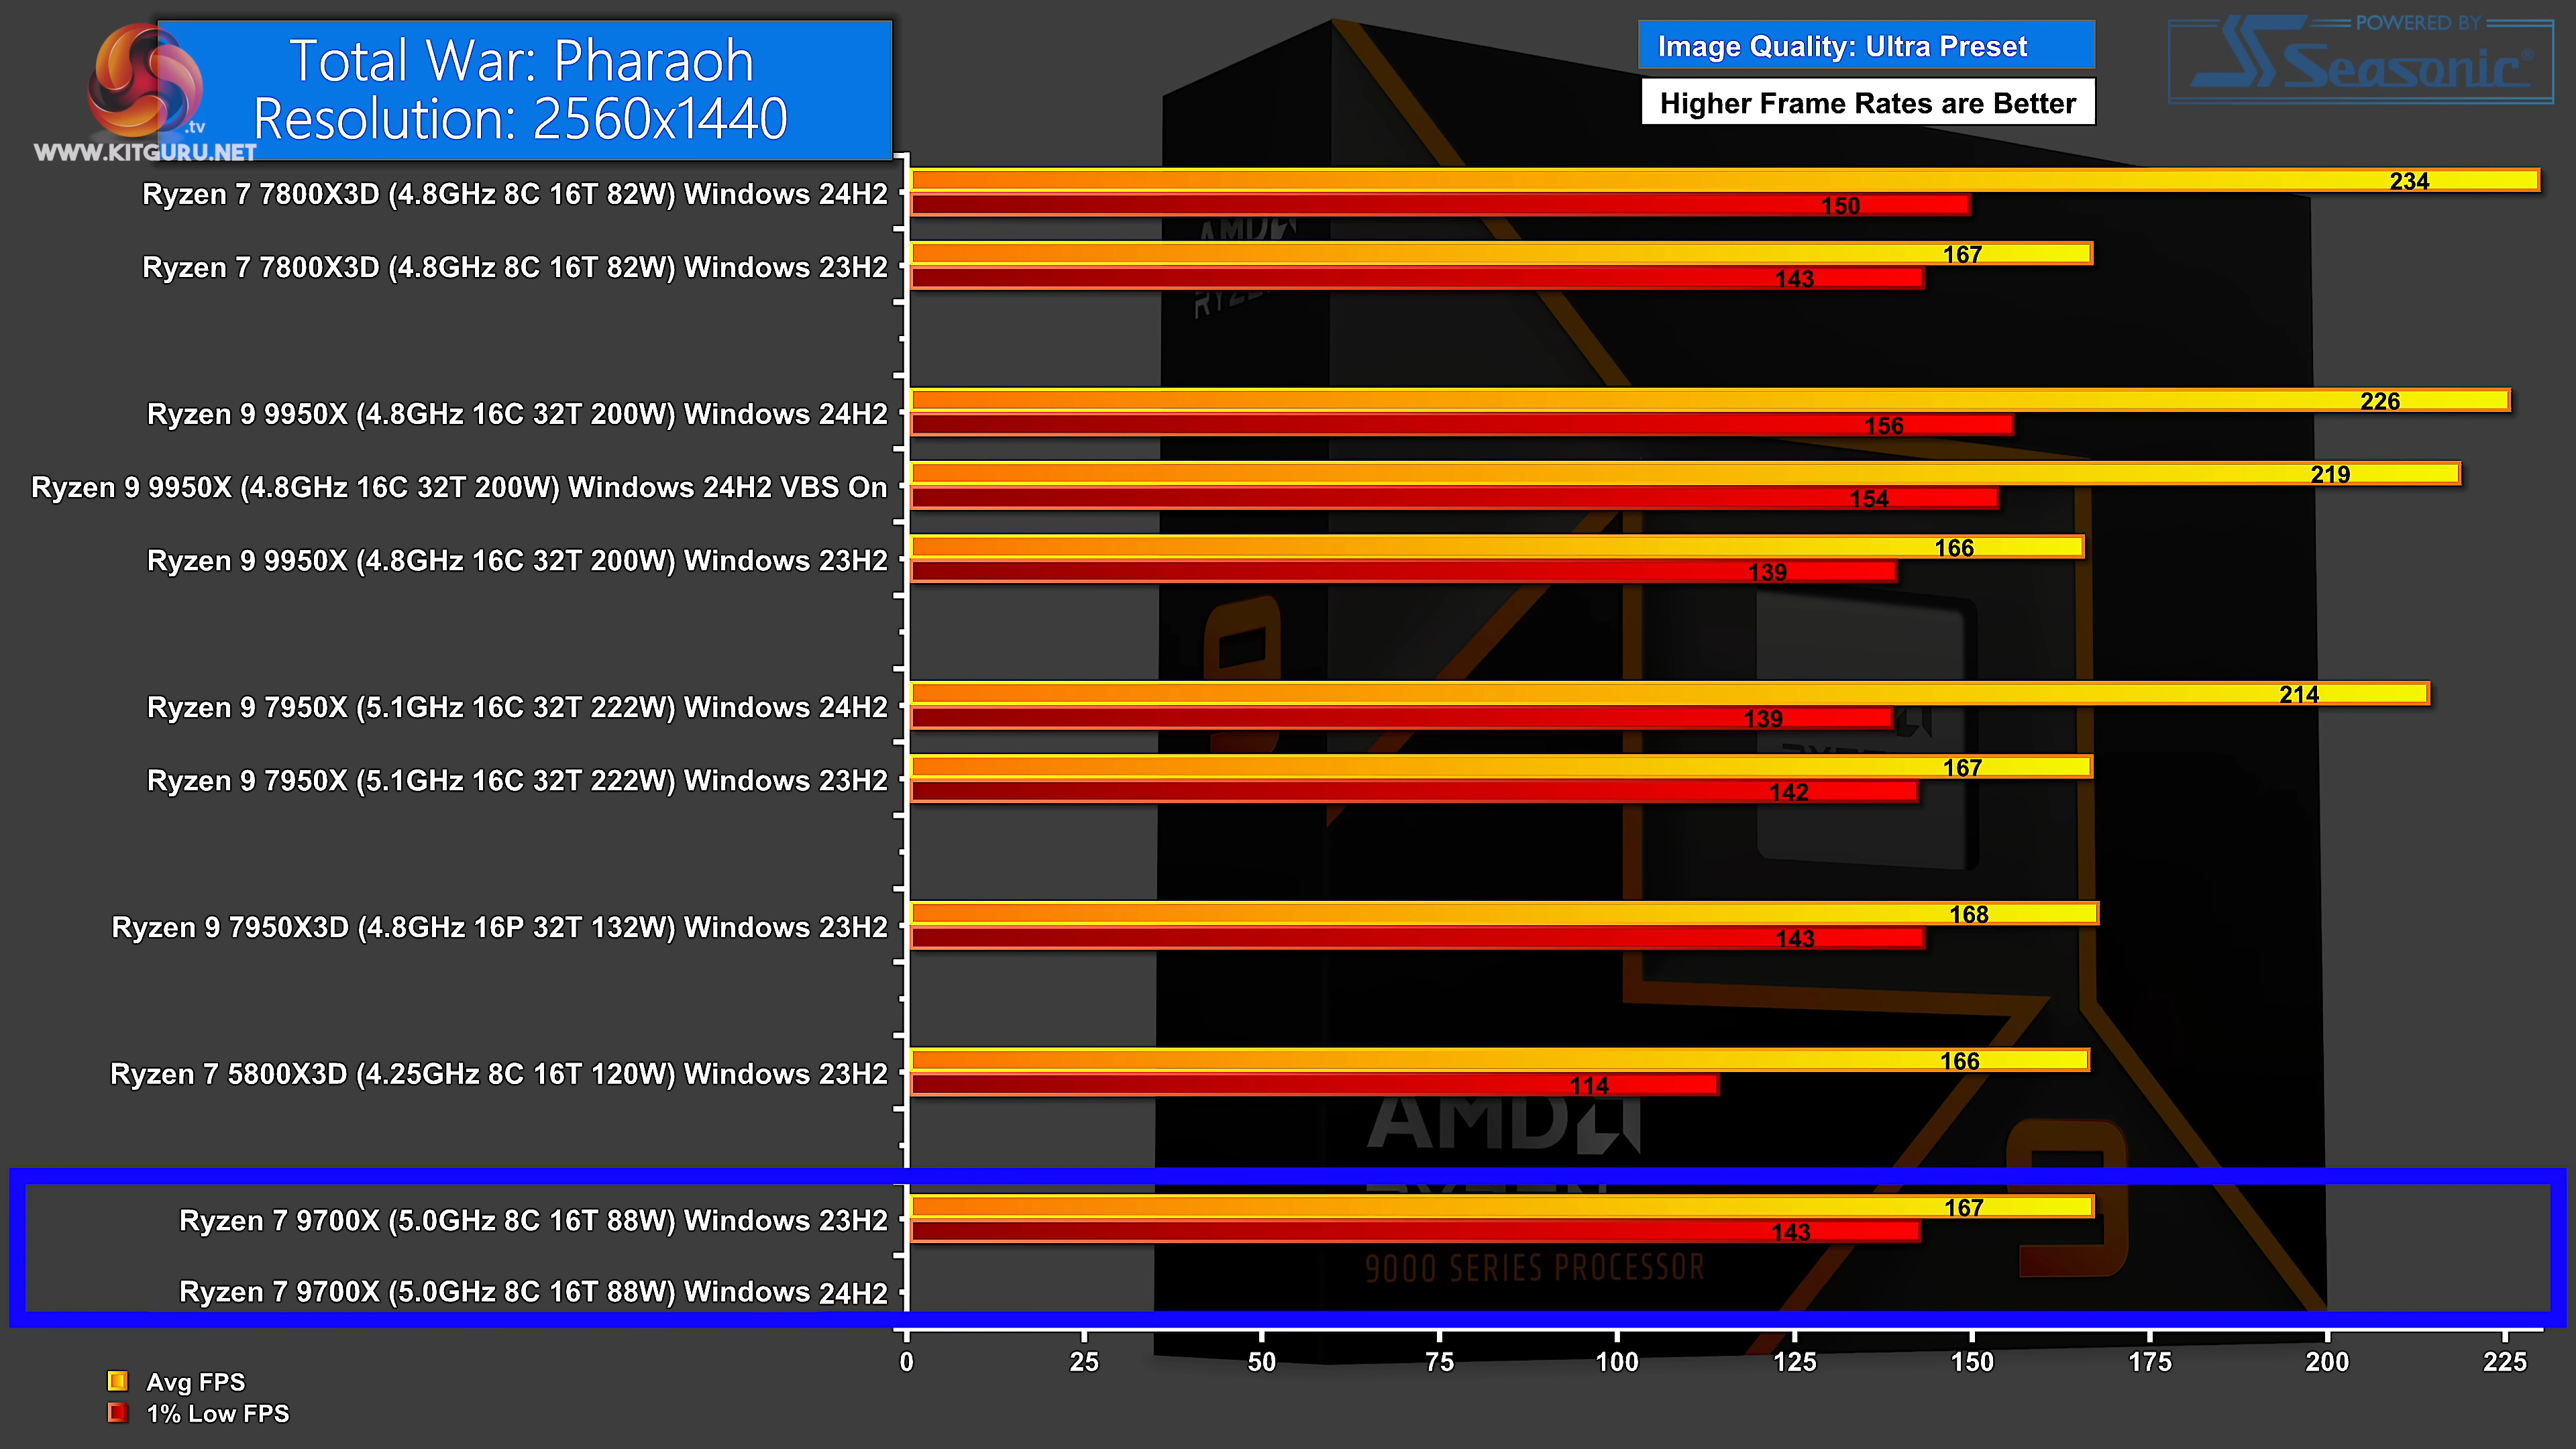 Total War: Pharaoh
Resolution: 2560x1440
.tv
WWW.KITGURU.NET
Image Quality: Ultra Preset
Higher Frame Rates are Better
POWERED BY
Seasonic®
Ryzen 7 7800X3D (4.8GHz 8C 16T 82W) Windows 24H2
234
150
Ryzen 7 7800X3D (4.8GHz 8C 16T 82W) Windows 23H2
167
143
Ryzen 9 9950X (4.8GHz 16C 32T 200W) Windows 24H2
226
156
Ryzen 9 9950X (4.8GHz 16C 32T 200W) Windows 24H2 VBS On
219
154
Ryzen 9 9950X (4.8GHz 16C 32T 200W) Windows 23H2
166
139
Ryzen 9 7950X (5.1GHz 16C 32T 222W) Windows 24H2
214
139
Ryzen 9 7950X (5.1GHz 16C 32T 222W) Windows 23H2
167
142
Ryzen 9 7950X3D (4.8GHz 16P 32T 132W) Windows 23H2
168
143
Ryzen 7 5800X3D (4.25GHz 8C 16T 120W) Windows 23H2
166
114
Ryzen 7 9700X (5.0GHz 8C 16T 88W) Windows 23H2
167
143
Ryzen 7 9700X (5.0GHz 8C 16T 88W) Windows 24H2
0 25 50 75 100 125 150 175 200 225
Avg FPS
1% Low FPS
AMD
RYZEN
9
AMD
9
9000 SERIES PROCESSOR